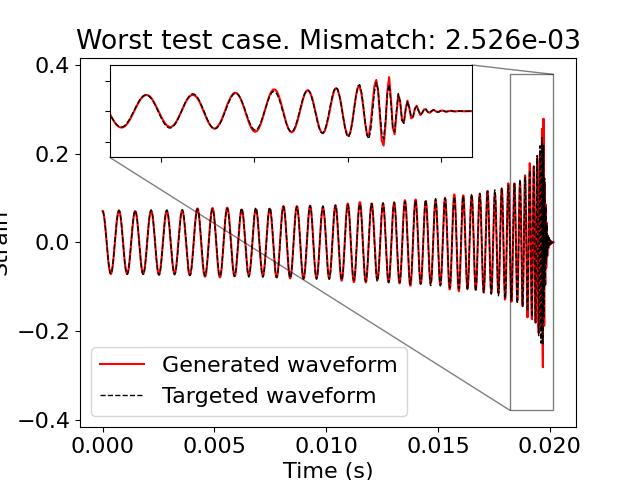 Worst test case. Mismatch: 2.526e-03
0.4
0.2
0.0
−0.2
−0.4
Strain
Generated waveform
Targeted waveform
0.000 0.005 0.010 0.015 0.020
Time (s)